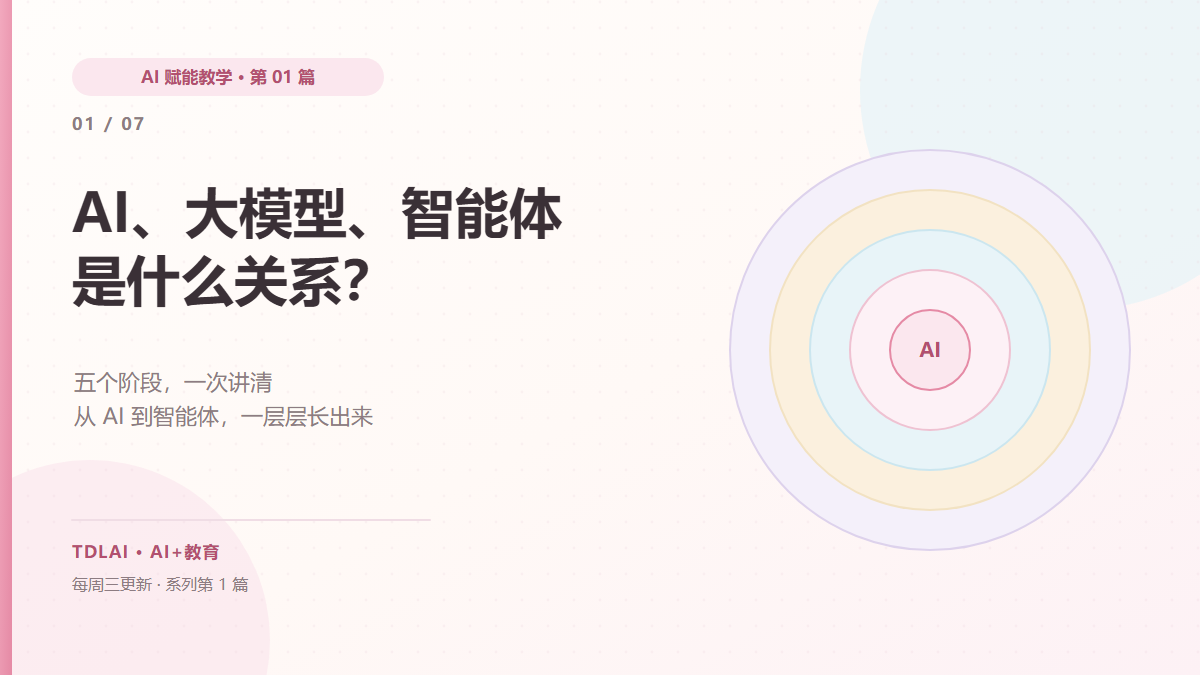 AI 赋能教学 • 第 01 篇
01 / 07
AI、大模型、智能体
是什么关系？
五个阶段，一次讲清
从 AI 到智能体，一层层长出来
AI
TDLAI • AI+教育
每周三更新 · 系列第 1 篇